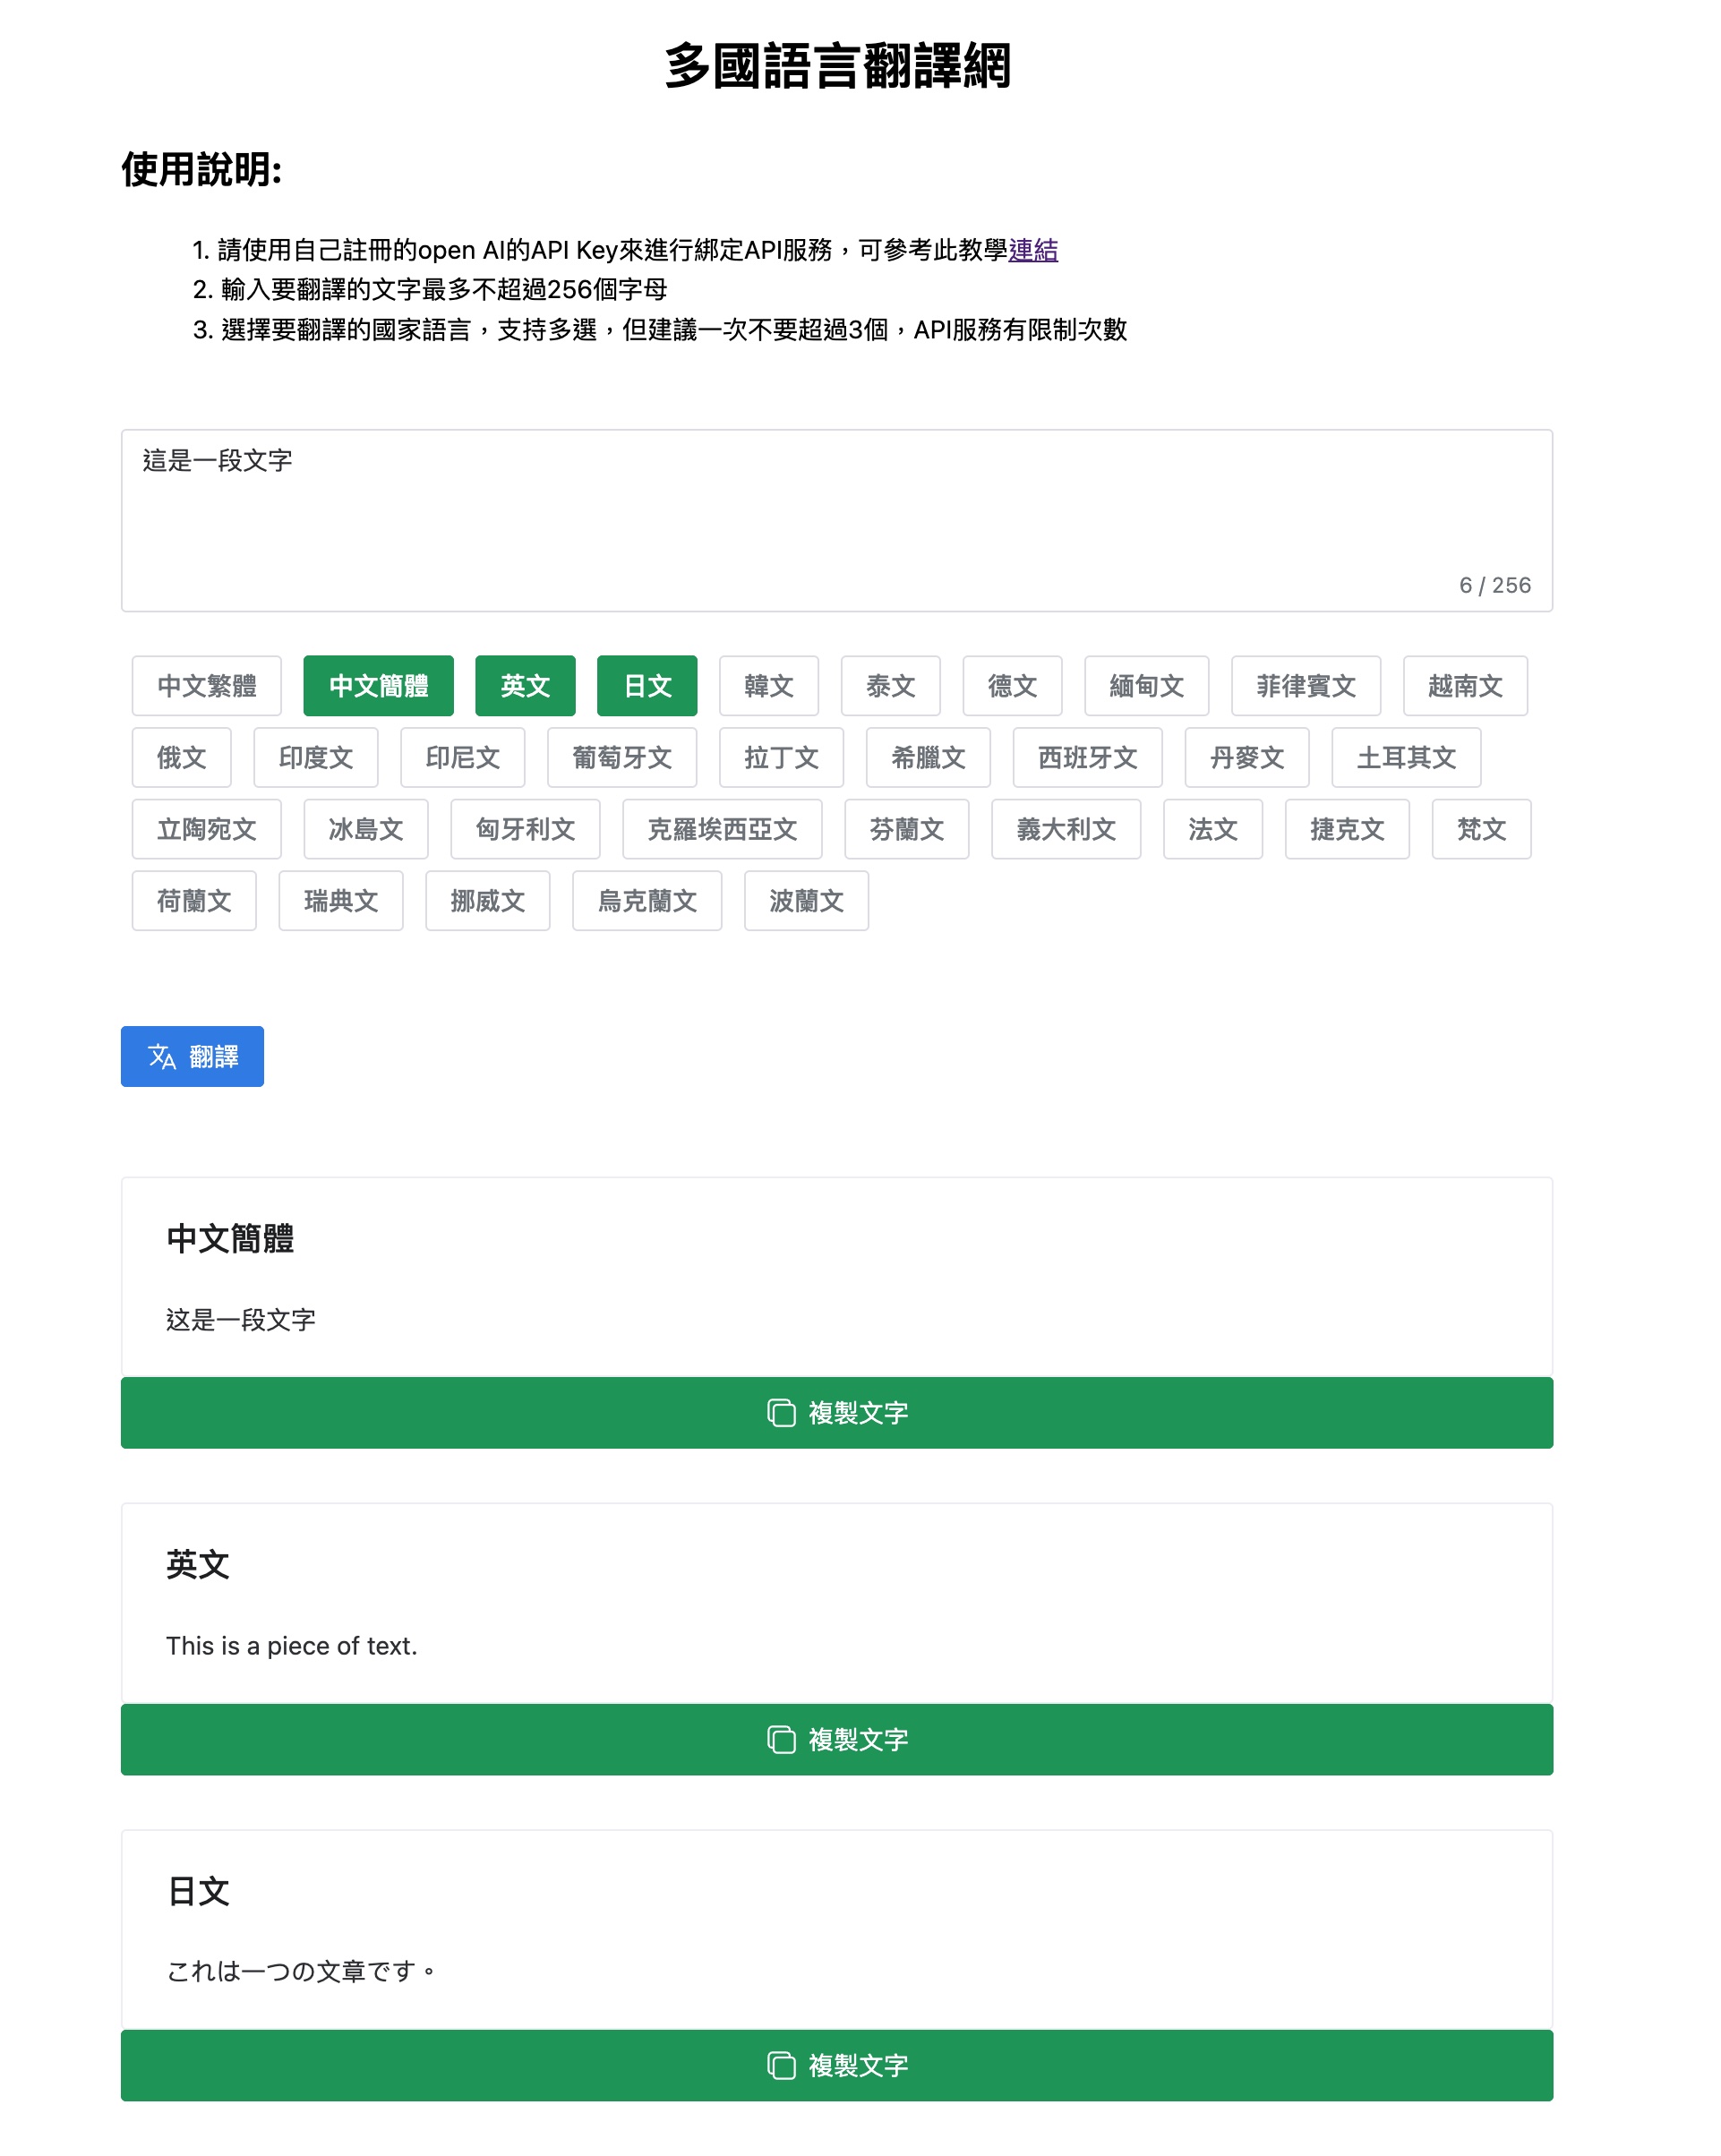 多國語言翻譯網
使用說明:
1. 請使用自己註冊的open AI的API Key來進行綁定API服務，可參考此教學連結
2. 輸入要翻譯的文字最多不超過256個字母
3. 選擇要翻譯的國家語言，支持多選，但建議一次不要超過3個，API服務有限制次數
這是一段文字
6 / 256
中文繁體 中文簡體 英文 日文 韓文 泰文 德文 緬甸文 菲律賓文 越南文
俄文 印度文 印尼文 葡萄牙文 拉丁文 希臘文 西班牙文 丹麥文 土耳其文
立陶宛文 冰島文 匈牙利文 克羅埃西亞文 芬蘭文 義大利文 法文 捷克文 梵文
荷蘭文 瑞典文 挪威文 烏克蘭文 波蘭文
翻譯
中文簡體
这是一段文字
複製文字
英文
This is a piece of text.
複製文字
日文
これは一つの文章です。
複製文字